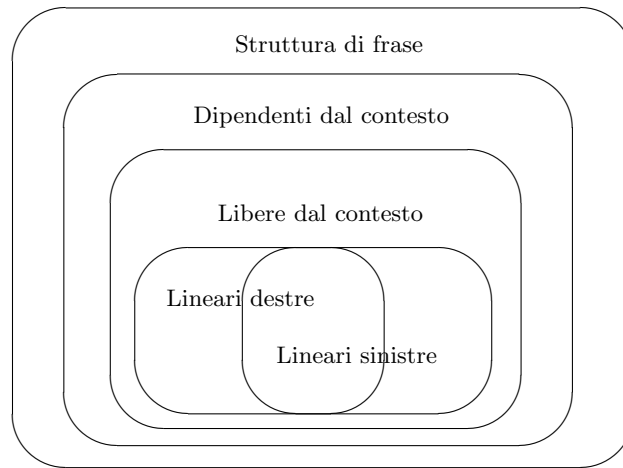 Struttura di frase
Dipendenti dal contesto
Libere dal contesto
Lineari destre
Lineari sinistre